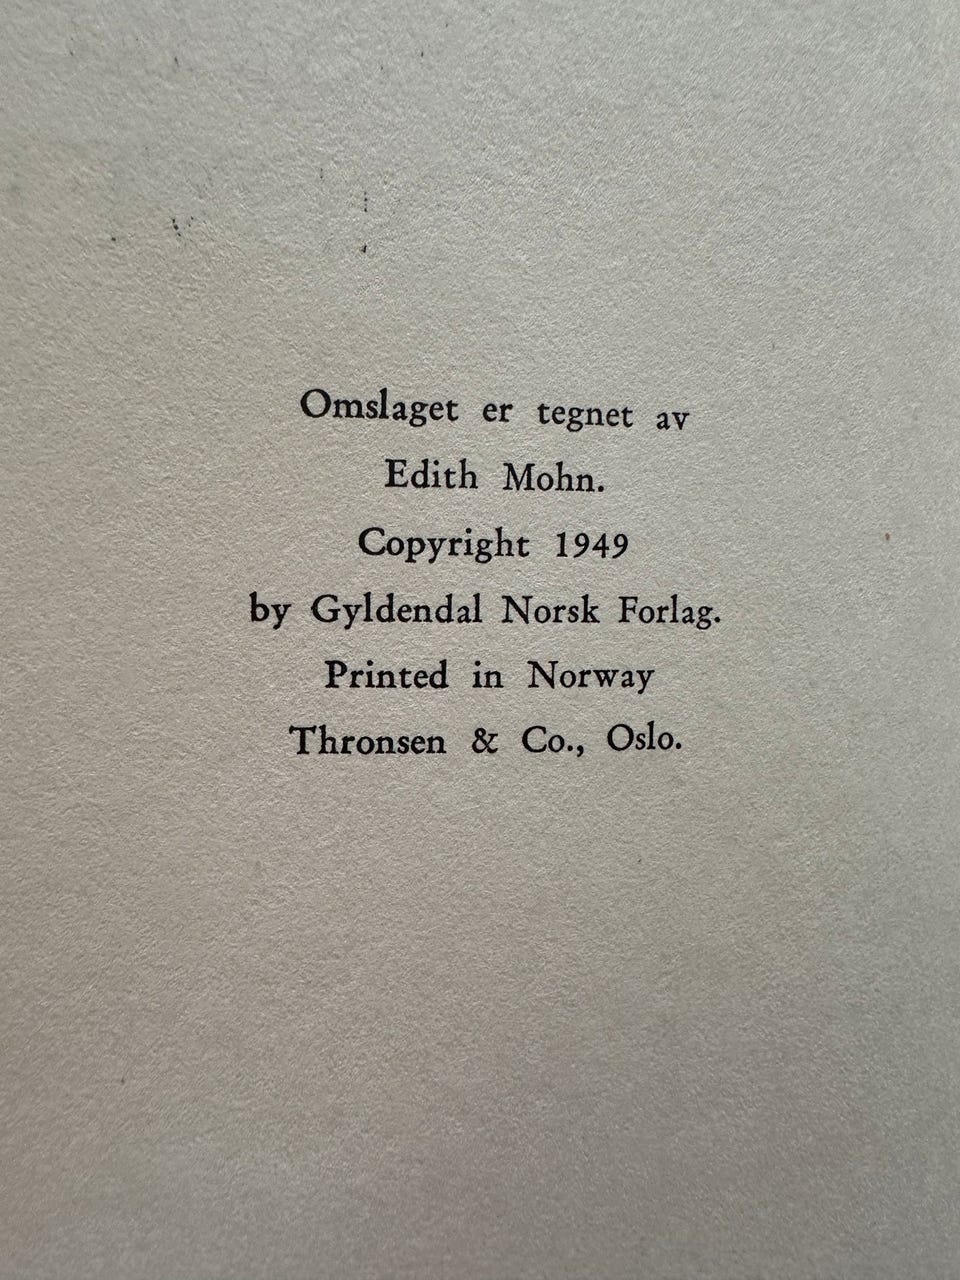 Omslaget er tegnet av
Edith Mohn.
Copyright 1949
by Gyldendal Norsk Forlag.
Printed in Norway
Thronsen & Co., Oslo.